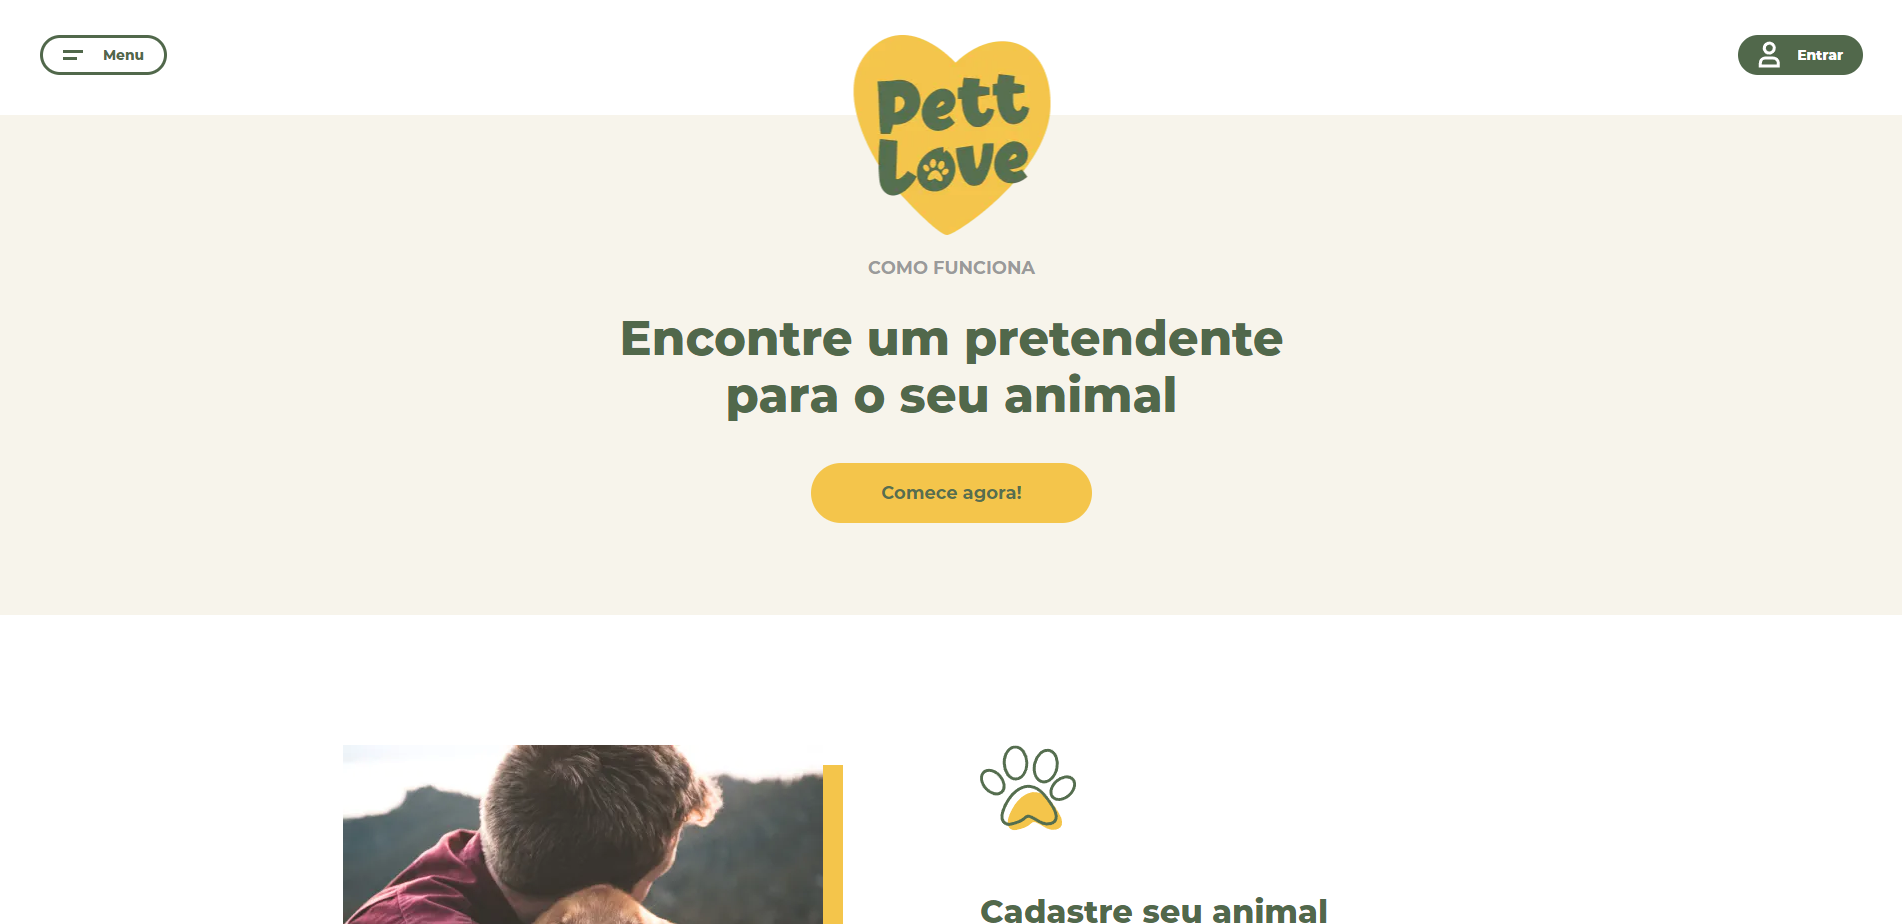 Menu
Pett
Love
Entrar
COMO FUNCIONA
Encontre um pretendente
para o seu animal
Comece agora!
Cadastre seu animal